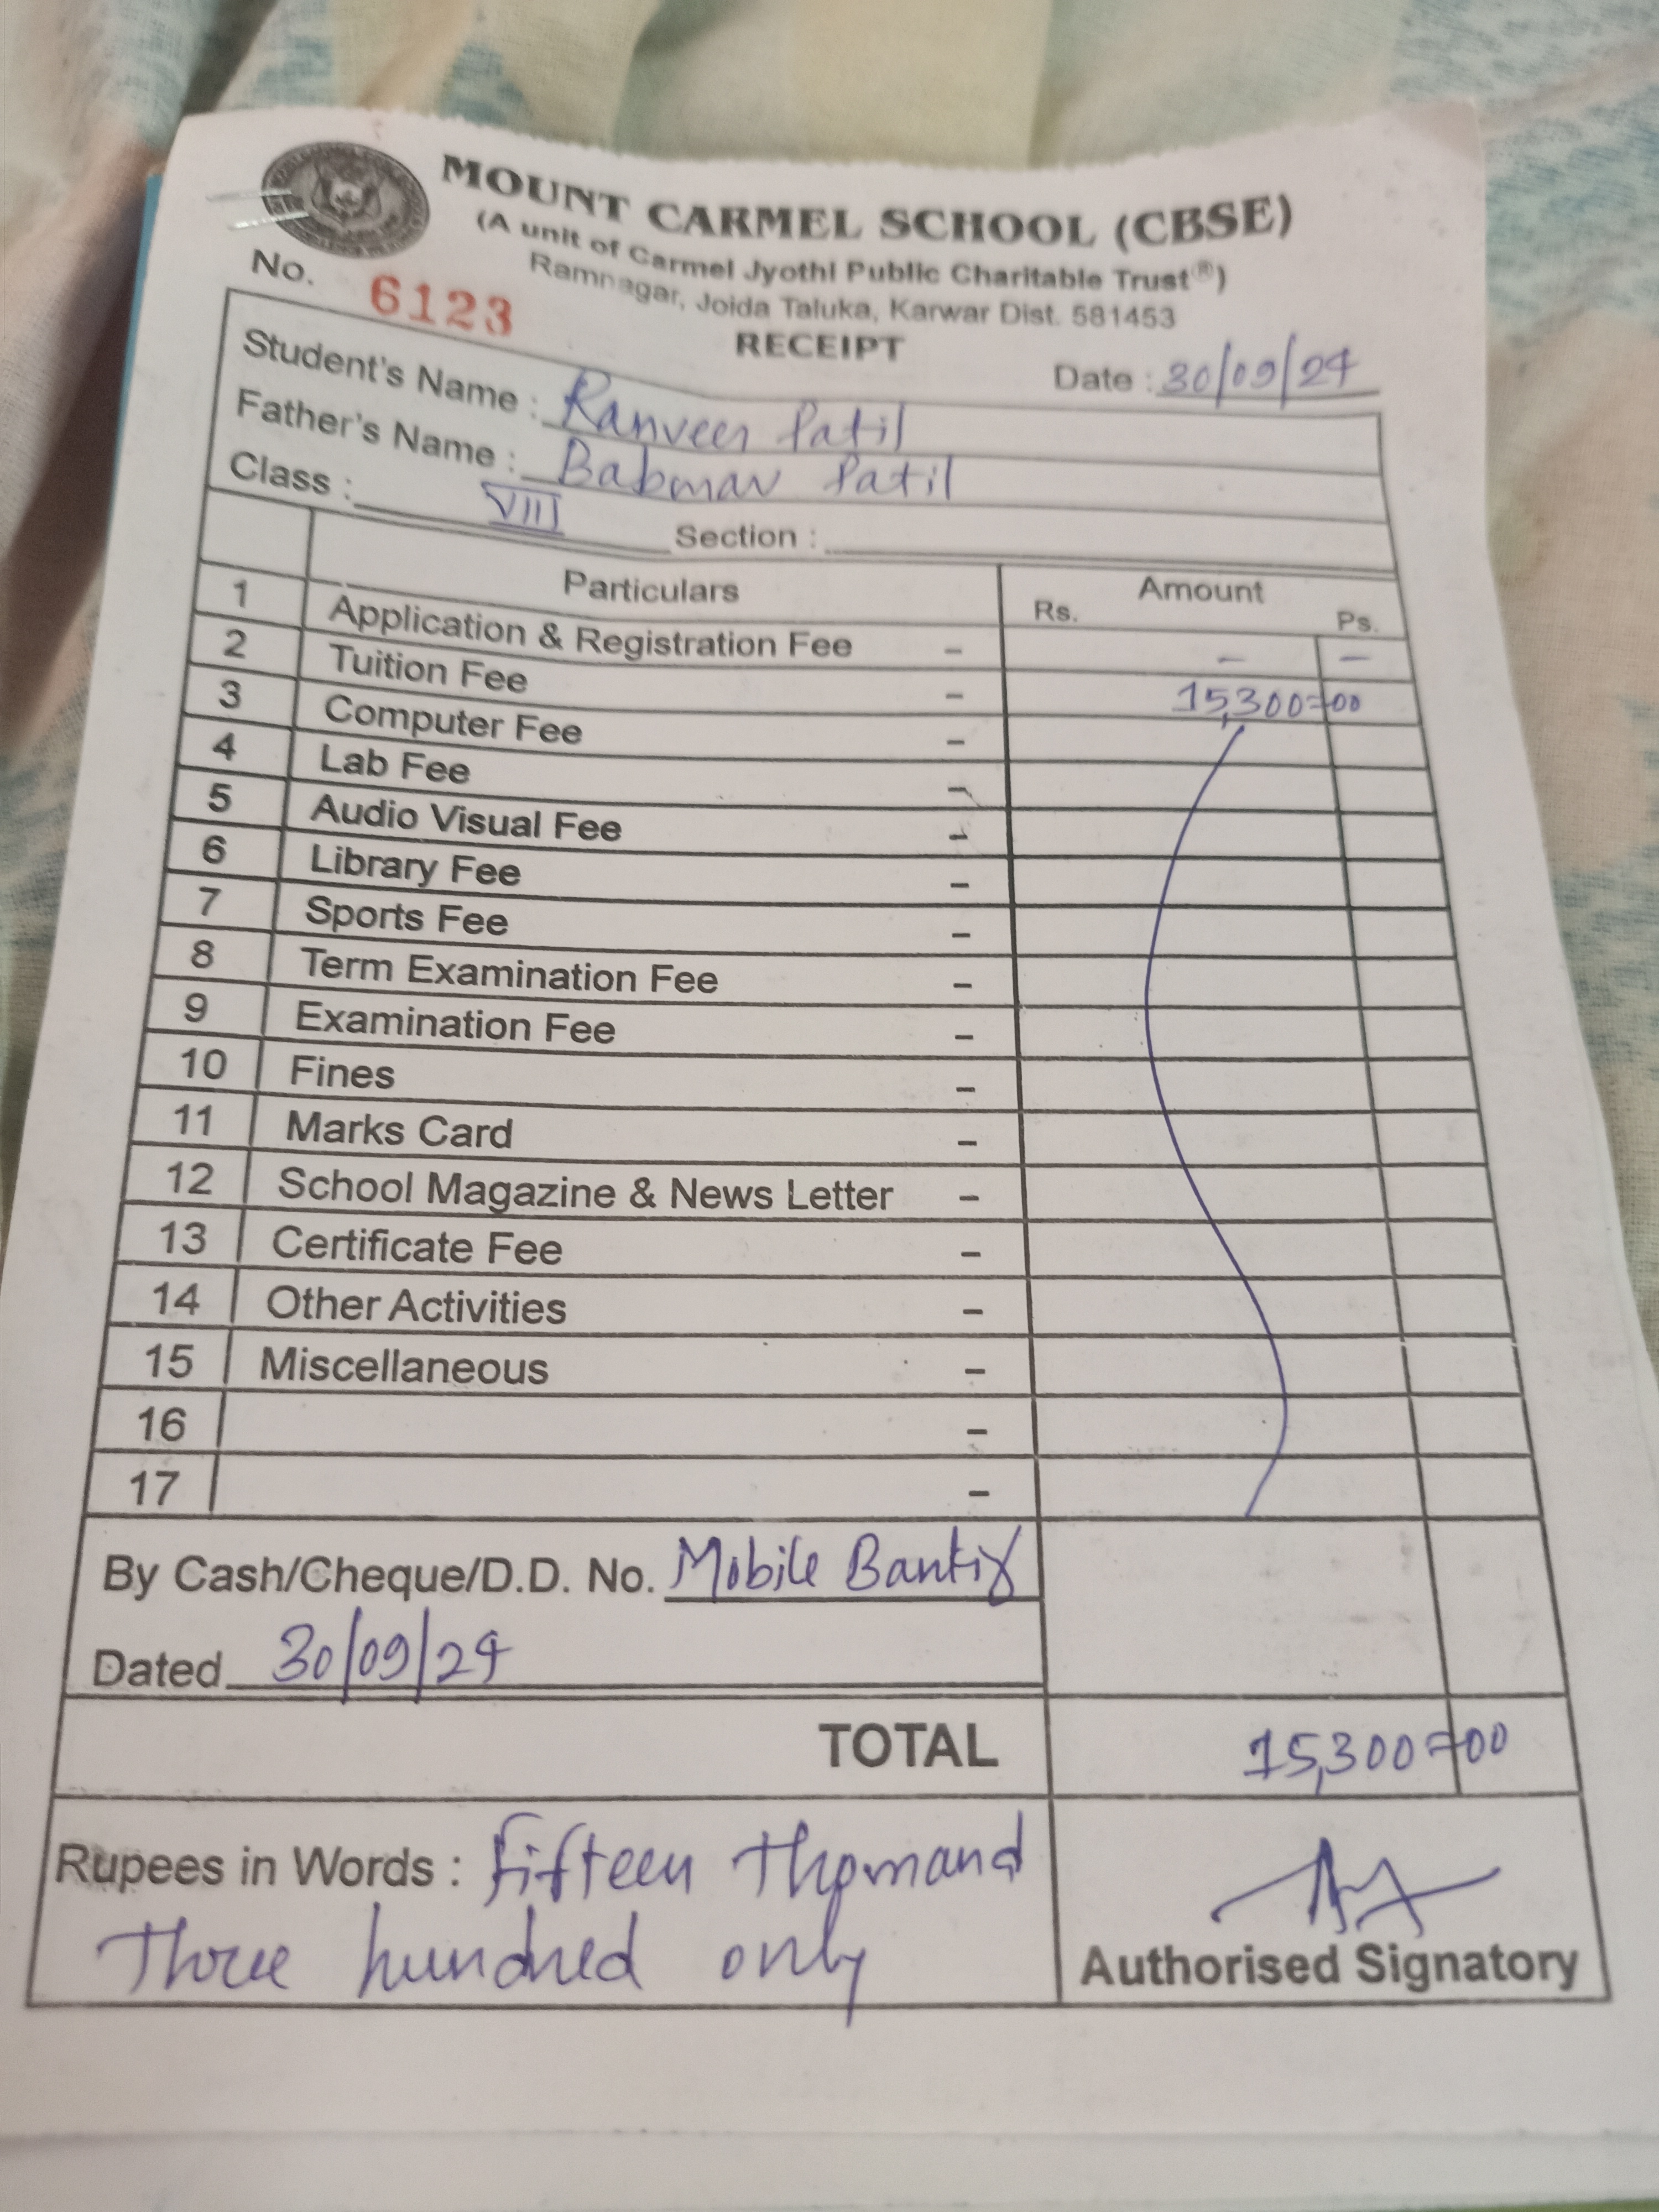 MOUNT CARMEL SCHOOL (CBSE)
(A unit of Carmel Jyothi Public Charitable Trust®)
Ramnagar, Joida Taluka, Karwar Dist. 581453
No. 6123
RECEIPT
Date : 30/09/24
Student's Name : Ranveer Patil
Father's Name : Patil
Class : VIII Section :
Particulars Amount
Rs. Ps.
1 Application & Registration Fee - - -
2 Tuition Fee - 15,300=00
3 Computer Fee -
4 Lab Fee -
5 Audio Visual Fee -
6 Library Fee -
7 Sports Fee -
8 Term Examination Fee -
9 Examination Fee -
10 Fines -
11 Marks Card -
12 School Magazine & News Letter -
13 Certificate Fee -
14 Other Activities -
15 Miscellaneous -
16 -
17 -
By Cash/Cheque/D.D. No. Mobile Banking
Dated 30/09/24
TOTAL 15,300=00
Rupees in Words : Fifteen Thousand
Three hundred only
Authorised Signatory